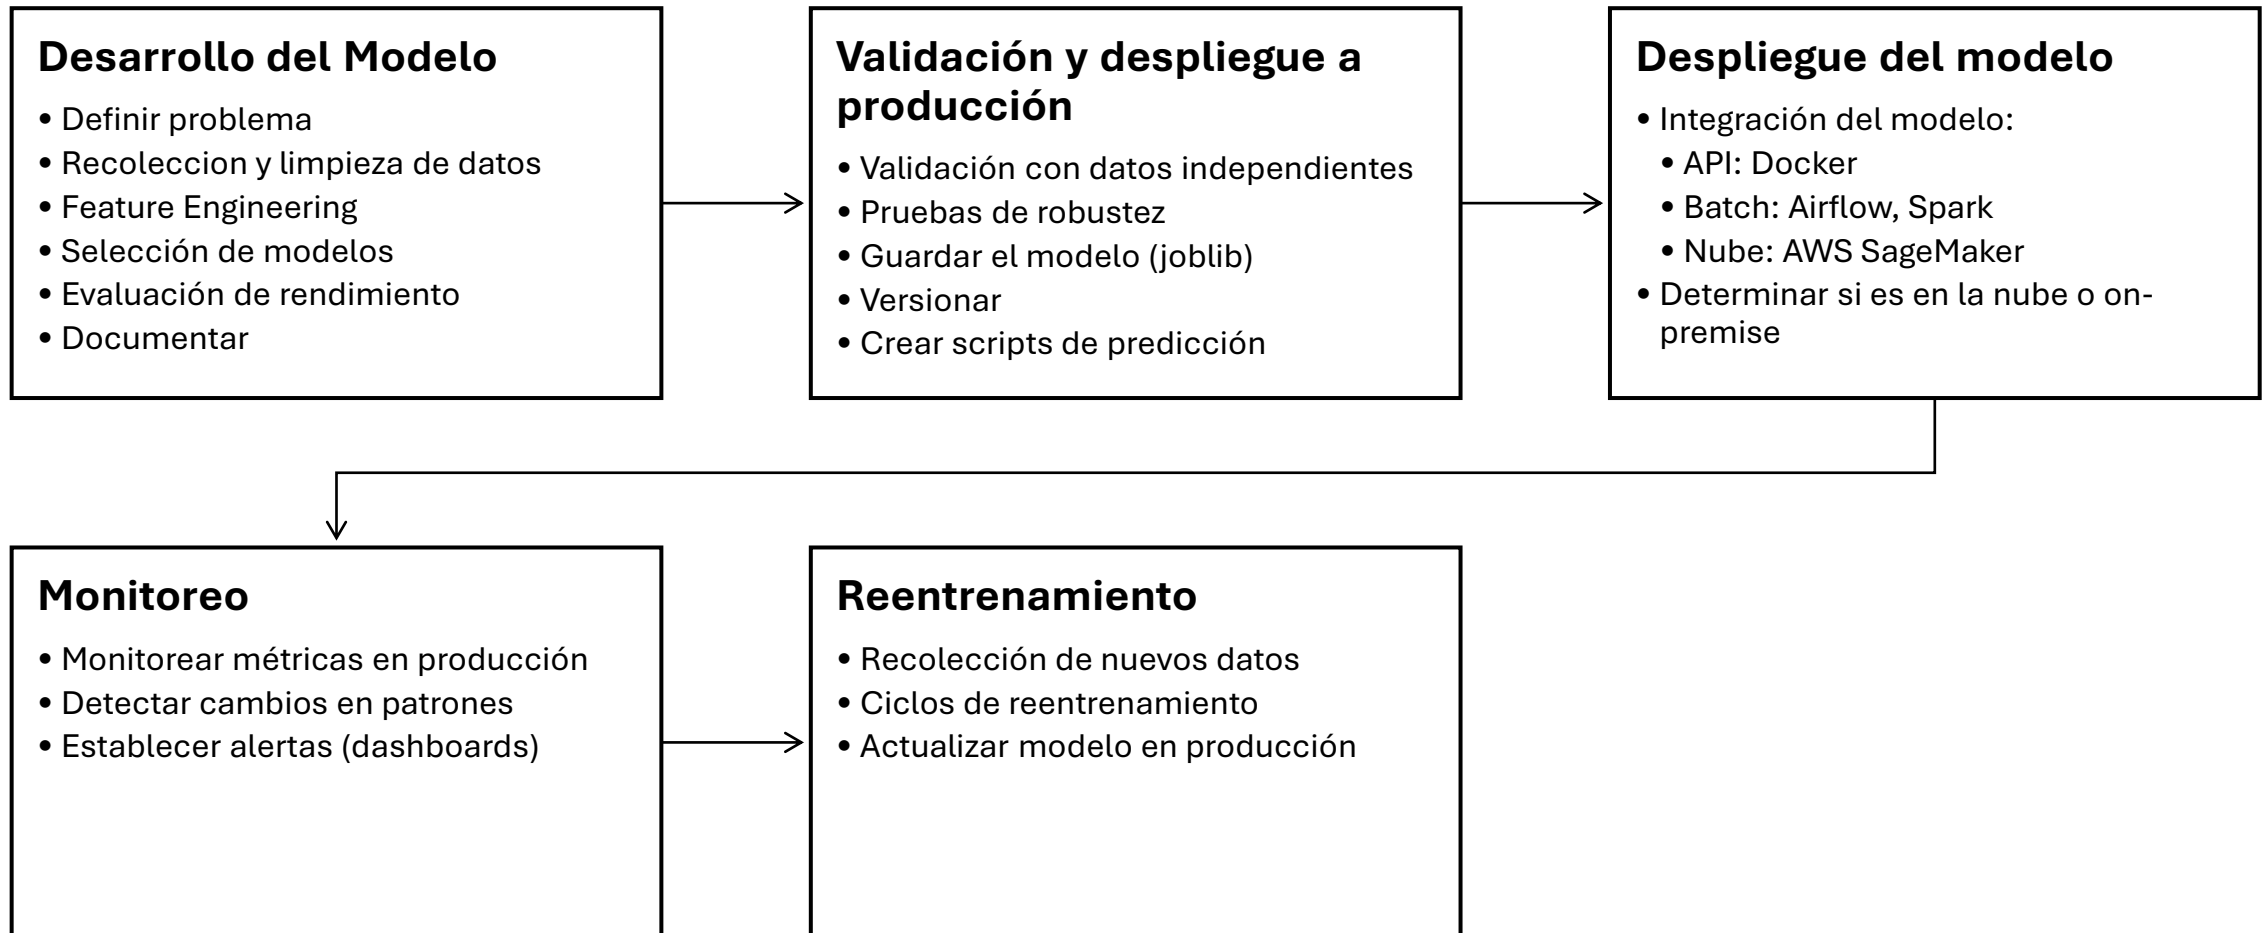 Desarrollo del Modelo
• Definir problema
• Recoleccion y limpieza de datos
• Feature Engineering
• Selección de modelos
• Evaluación de rendimiento
• Documentar
Validación y despliegue a
producción
• Validación con datos independientes
• Pruebas de robustez
• Guardar el modelo (joblib)
• Versionar
• Crear scripts de predicción
Despliegue del modelo
• Integración del modelo:
• API: Docker
• Batch: Airflow, Spark
• Nube: AWS SageMaker
• Determinar si es en la nube o on-
premise
Monitoreo
• Monitorear métricas en producción
• Detectar cambios en patrones
• Establecer alertas (dashboards)
Reentrenamiento
• Recolección de nuevos datos
• Ciclos de reentrenamiento
• Actualizar modelo en producción